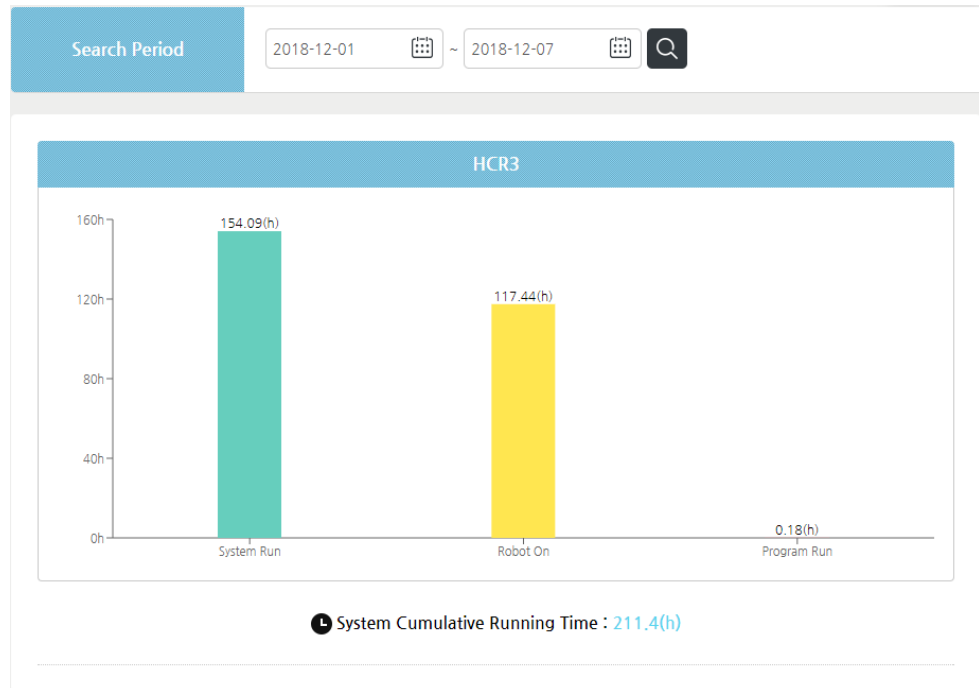 Search Period 2018-12-01 ~ 2018-12-07
HCR3
160h
154.09(h)
120h
117.44(h)
80h
40h
0h
0.18(h)
System Run Robot On Program Run
System Cumulative Running Time : 211.4(h)